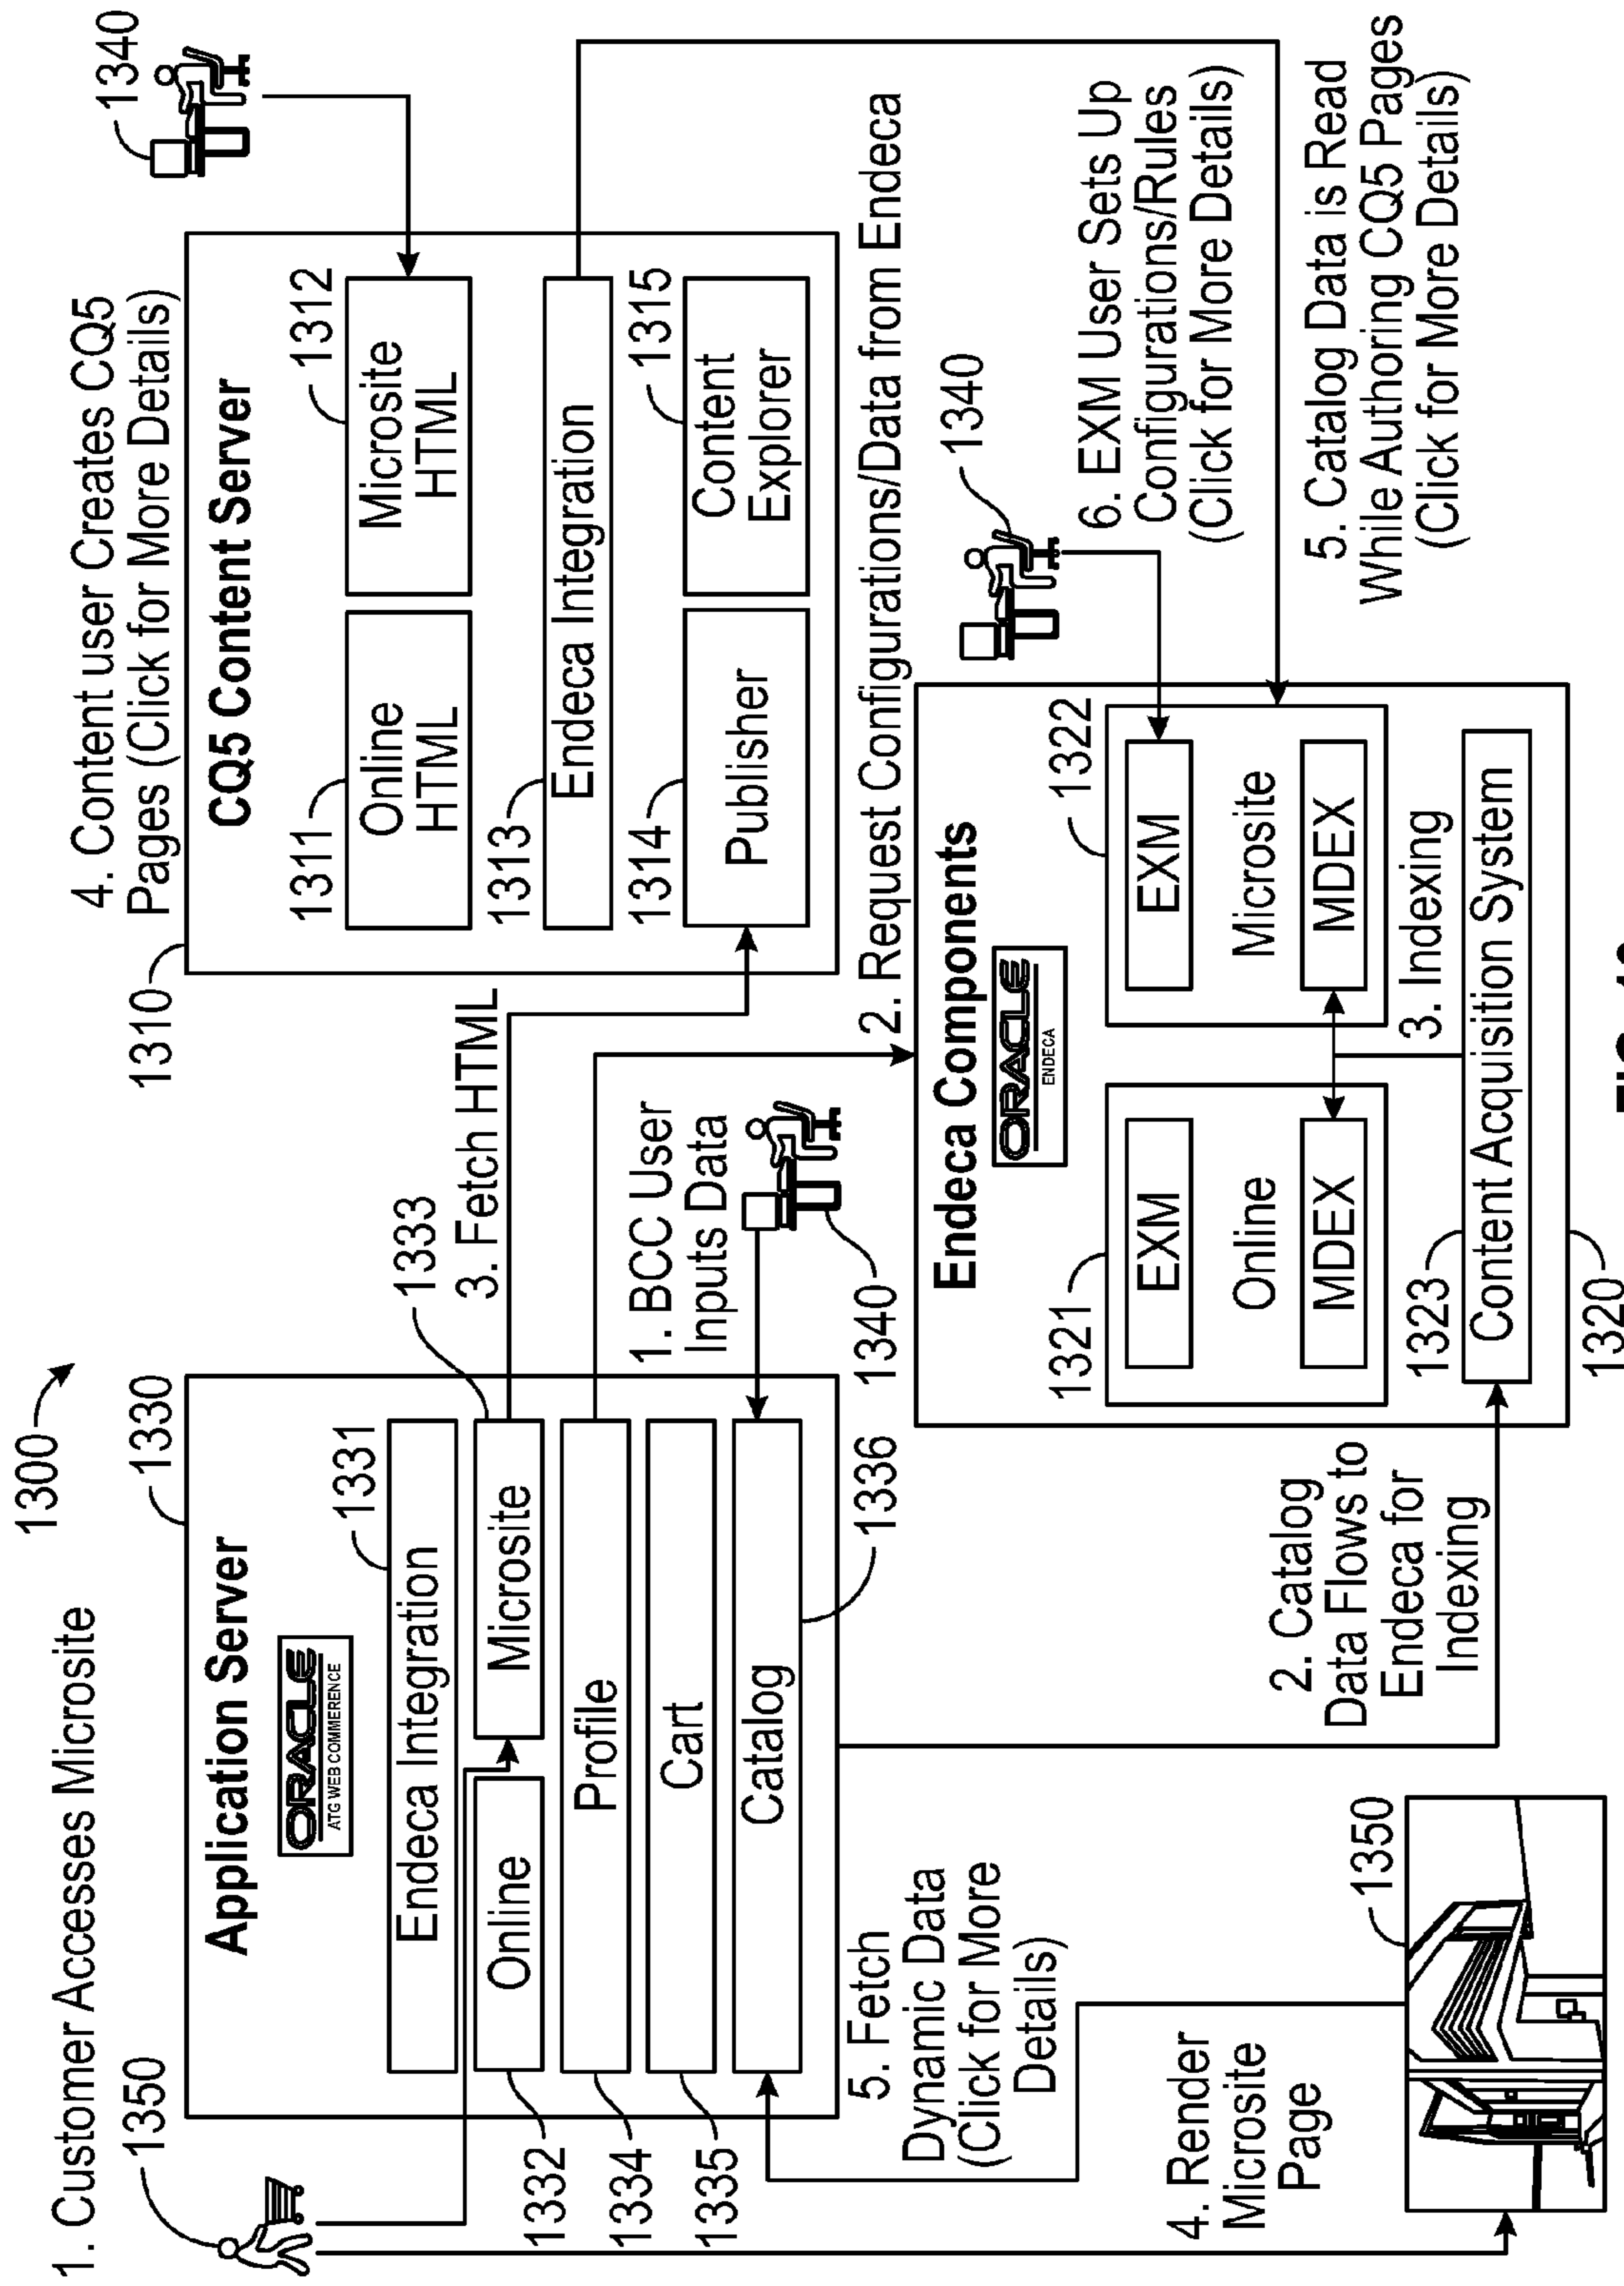 1300
1. Customer Accesses Microsite
1350
1330
Application Server
ORACLE
ATG WEB COMMERENCE
1331
Endeca Integration
Online
Microsite
1333
Profile
Cart
Catalog
1332
1334
1335
1336
3. Fetch HTML
1. BCC User
Inputs Data
1340
5. Fetch
Dynamic Data
(Click for More
Details)
4. Render
Microsite
Page
1350
2. Catalog
Data Flows to
Endeca for
Indexing
4. Content user Creates CQ5
Pages (Click for More Details)
1310
CQ5 Content Server
1340
1311
Online
HTML
1312
Microsite
HTML
1313
Endeca Integration
1314
Publisher
1315
Content
Explorer
2. Request Configurations/Data from Endeca
Endeca Components
ORACLE
ENDECA
1340
1321
EXM
Online
MDEX
1322
EXM
Microsite
MDEX
3. Indexing
1323
Content Acquisition System
1320
6. EXM User Sets Up
Configurations/Rules
(Click for More Details)
5. Catalog Data is Read
While Authoring CQ5 Pages
(Click for More Details)